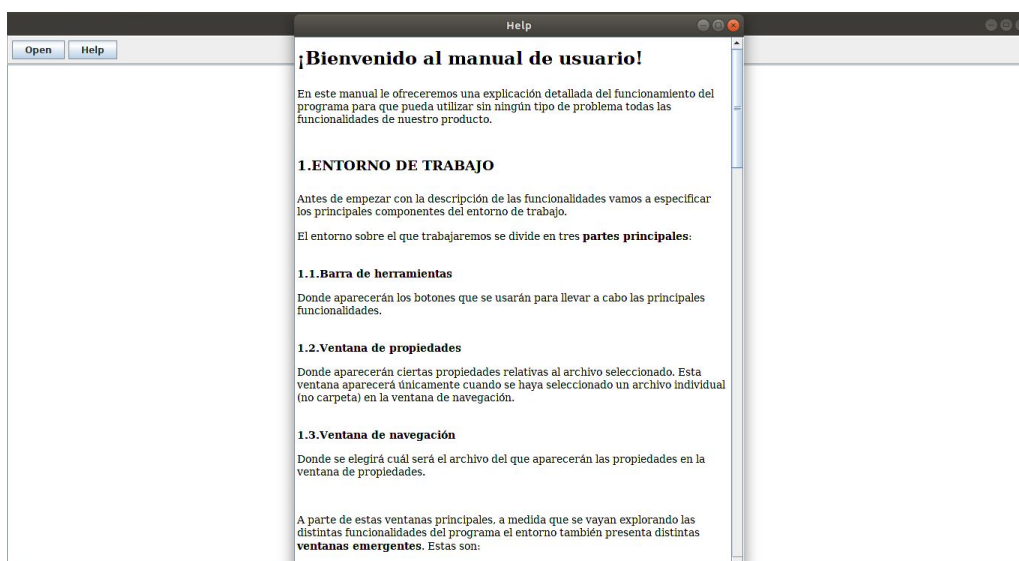 Help
Open Help
¡Bienvenido al manual de usuario!
En este manual le ofreceremos una explicación detallada del funcionamiento del
programa para que pueda utilizar sin ningún tipo de problema todas las
funcionalidades de nuestro producto.
1.ENTORNO DE TRABAJO
Antes de empezar con la descripción de las funcionalidades vamos a especificar
los principales componentes del entorno de trabajo.
El entorno sobre el que trabajaremos se divide en tres partes principales:
1.1.Barra de herramientas
Donde aparecerán los botones que se usarán para llevar a cabo las principales
funcionalidades.
1.2.Ventana de propiedades
Donde aparecerán ciertas propiedades relativas al archivo seleccionado. Esta
ventana aparecerá únicamente cuando se haya seleccionado un archivo individual
(no carpeta) en la ventana de navegación.
1.3.Ventana de navegación
Donde se elegirá cuál será el archivo del que aparecerán las propiedades en la
ventana de propiedades.
A parte de estas ventanas principales, a medida que se vayan explorando las
distintas funcionalidades del programa el entorno también presenta distintas
ventanas emergentes. Estas son: